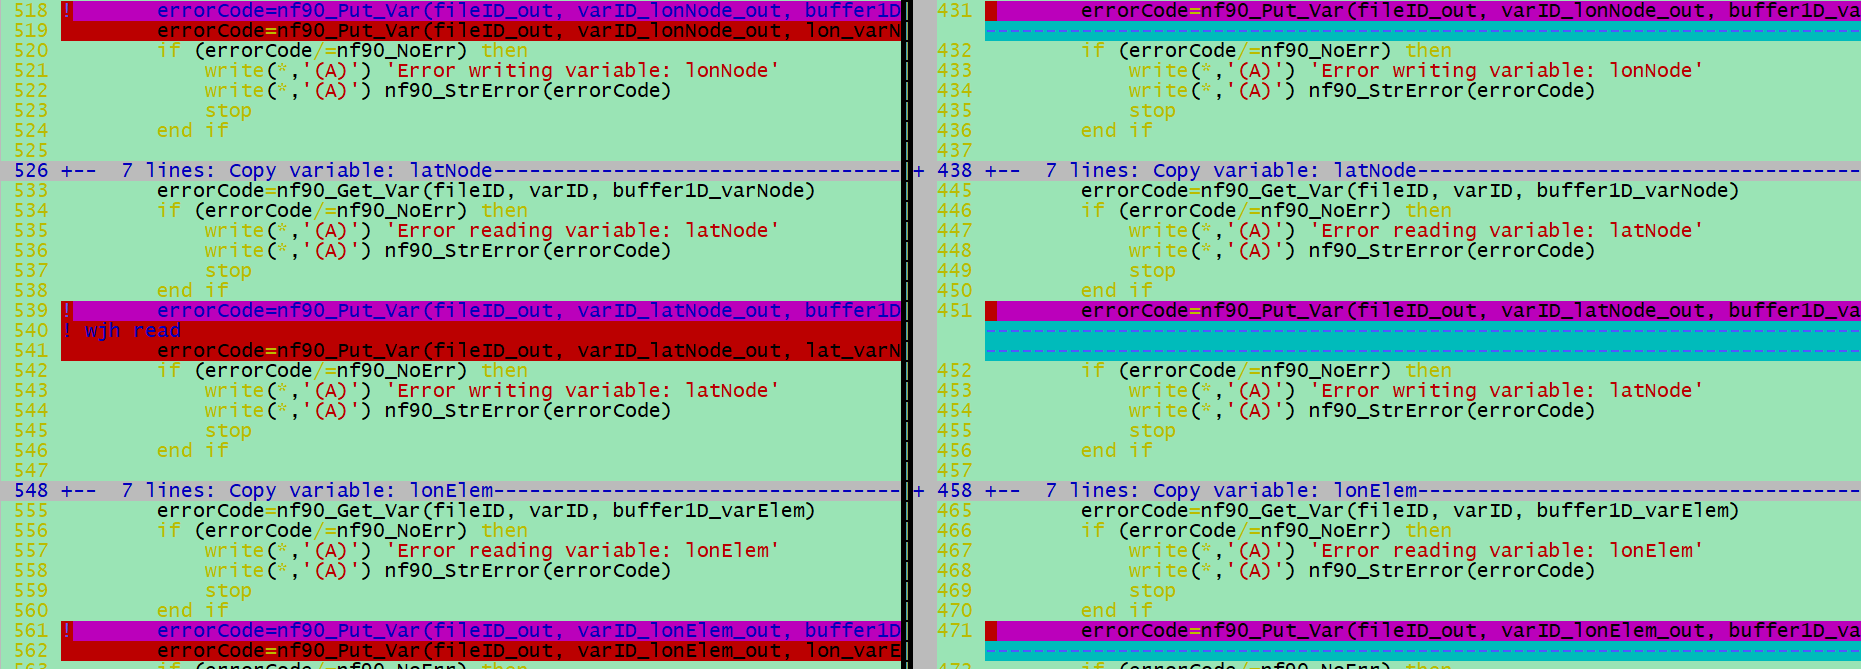 518 !       errorCode=nf90_Put_Var(fileID_out, varID_lonNode_out, buffer1D
519         errorCode=nf90_Put_Var(fileID_out, varID_lonNode_out, lon_varN
520         if (errorCode/=nf90_NoErr) then
521             write(*,'(A)') 'Error writing variable: lonNode'
522             write(*,'(A)') nf90_StrError(errorCode)
523             stop
524         end if
525
526 +--  7 lines: Copy variable: latNode----------------------------------
533         errorCode=nf90_Get_Var(fileID, varID, buffer1D_varNode)
534         if (errorCode/=nf90_NoErr) then
535             write(*,'(A)') 'Error reading variable: latNode'
536             write(*,'(A)') nf90_StrError(errorCode)
537             stop
538         end if
539 !       errorCode=nf90_Put_Var(fileID_out, varID_latNode_out, buffer1D
540 ! wjh read
541         errorCode=nf90_Put_Var(fileID_out, varID_latNode_out, lat_varN
542         if (errorCode/=nf90_NoErr) then
543             write(*,'(A)') 'Error writing variable: latNode'
544             write(*,'(A)') nf90_StrError(errorCode)
545             stop
546         end if
547
548 +--  7 lines: Copy variable: lonElem----------------------------------
555         errorCode=nf90_Get_Var(fileID, varID, buffer1D_varElem)
556         if (errorCode/=nf90_NoErr) then
557             write(*,'(A)') 'Error reading variable: lonElem'
558             write(*,'(A)') nf90_StrError(errorCode)
559             stop
560         end if
561 !       errorCode=nf90_Put_Var(fileID_out, varID_lonElem_out, buffer1D
562         errorCode=nf90_Put_Var(fileID_out, varID_lonElem_out, lon_varE
563         if (errorCode/=nf90_NoErr) then
431         errorCode=nf90_Put_Var(fileID_out, varID_lonNode_out, buffer1D_va
-------------------------------------------------------------------------
432         if (errorCode/=nf90_NoErr) then
433             write(*,'(A)') 'Error writing variable: lonNode'
434             write(*,'(A)') nf90_StrError(errorCode)
435             stop
436         end if
437
+ 438 +--  7 lines: Copy variable: latNode-------------------------------------
445         errorCode=nf90_Get_Var(fileID, varID, buffer1D_varNode)
446         if (errorCode/=nf90_NoErr) then
447             write(*,'(A)') 'Error reading variable: latNode'
448             write(*,'(A)') nf90_StrError(errorCode)
449             stop
450         end if
451         errorCode=nf90_Put_Var(fileID_out, varID_latNode_out, buffer1D_va
-------------------------------------------------------------------------
-------------------------------------------------------------------------
452         if (errorCode/=nf90_NoErr) then
453             write(*,'(A)') 'Error writing variable: latNode'
454             write(*,'(A)') nf90_StrError(errorCode)
455             stop
456         end if
457
+ 458 +--  7 lines: Copy variable: lonElem-------------------------------------
465         errorCode=nf90_Get_Var(fileID, varID, buffer1D_varElem)
466         if (errorCode/=nf90_NoErr) then
467             write(*,'(A)') 'Error reading variable: lonElem'
468             write(*,'(A)') nf90_StrError(errorCode)
469             stop
470         end if
471         errorCode=nf90_Put_Var(fileID_out, varID_lonElem_out, buffer1D_va
-------------------------------------------------------------------------
472         if (errorCode/=nf90_NoErr) then